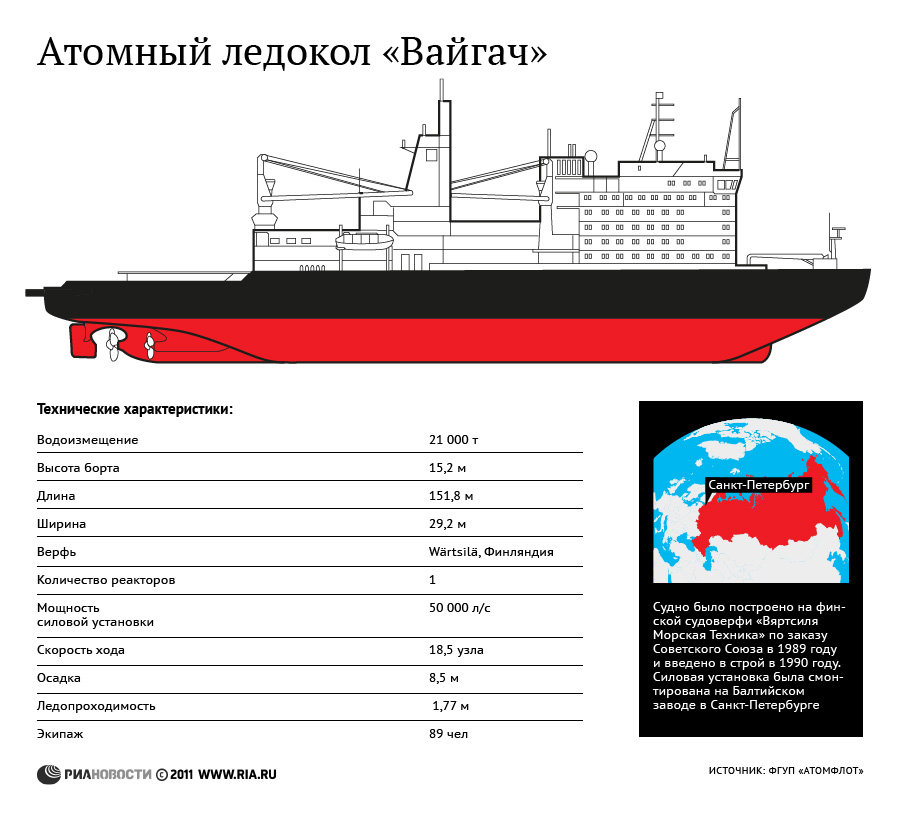 Атомный ледокол «Вайгач»
Технические характеристики:
Водоизмещение 21 000 т
Высота борта 15,2 м
Длина 151,8 м
Ширина 29,2 м
Верфь Wärtsilä, Финляндия
Количество реакторов 1
Мощность
силовой установки 50 000 л/с
Скорость хода 18,5 узла
Осадка 8,5 м
Ледопроходимость 1,77 м
Экипаж 89 чел
Санкт-Петербург
Судно было построено на фин-
ской судоверфи «Вяртсиля
Морская Техника» по заказу
Советского Союза в 1989 году
и введено в строй в 1990 году.
Силовая установка была смон-
тирована на Балтийском
заводе в Санкт-Петербурге
РИАНОВОСТИ © 2011 WWW.RIA.RU
ИСТОЧНИК: ФГУП «АТОМФЛОТ»